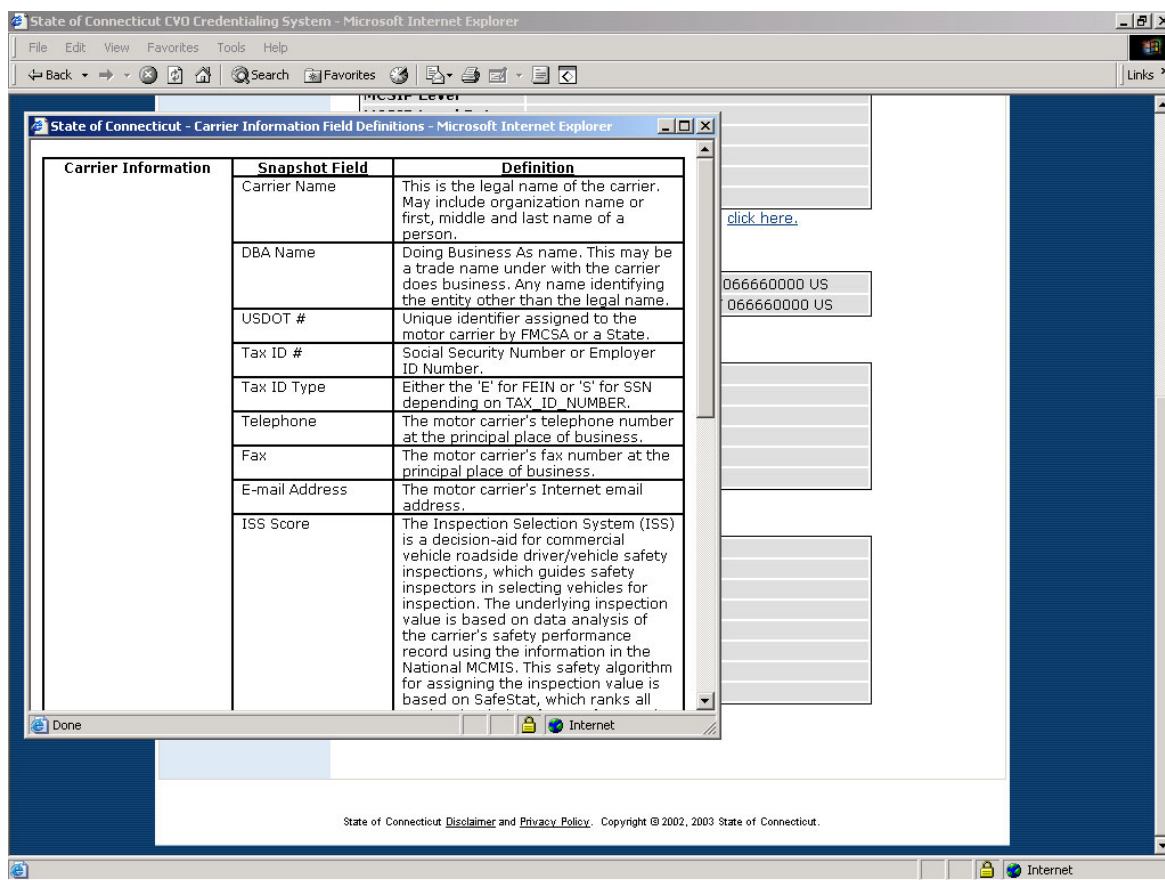 State of Connecticut CVO Credentialing System - Microsoft Internet Explorer
File Edit View Favorites Tools Help
Back Search Favorites Links
MCSIP Level
State of Connecticut - Carrier Information Field Definitions - Microsoft Internet Explorer
Carrier Information Snapshot Field Definition
Carrier Name This is the legal name of the carrier.
May include organization name or
first, middle and last name of a
person.
DBA Name Doing Business As name. This may be
a trade name under with the carrier
does business. Any name identifying
the entity other than the legal name.
USDOT # Unique identifier assigned to the
motor carrier by FMCSA or a State.
Tax ID # Social Security Number or Employer
ID Number.
Tax ID Type Either the 'E' for FEIN or 'S' for SSN
depending on TAX_ID_NUMBER.
Telephone The motor carrier's telephone number
at the principal place of business.
Fax The motor carrier's fax number at the
principal place of business.
E-mail Address The motor carrier's Internet email
address.
ISS Score The Inspection Selection System (ISS)
is a decision-aid for commercial
vehicle roadside driver/vehicle safety
inspections, which guides safety
inspectors in selecting vehicles for
inspection. The underlying inspection
value is based on data analysis of
the carrier's safety performance
record using the information in the
National MCMIS. This safety algorithm
for assigning the inspection value is
based on SafeStat, which ranks all
click here.
066660000 US
066660000 US
Done Internet
State of Connecticut Disclaimer and Privacy Policy. Copyright © 2002, 2003 State of Connecticut.
Internet